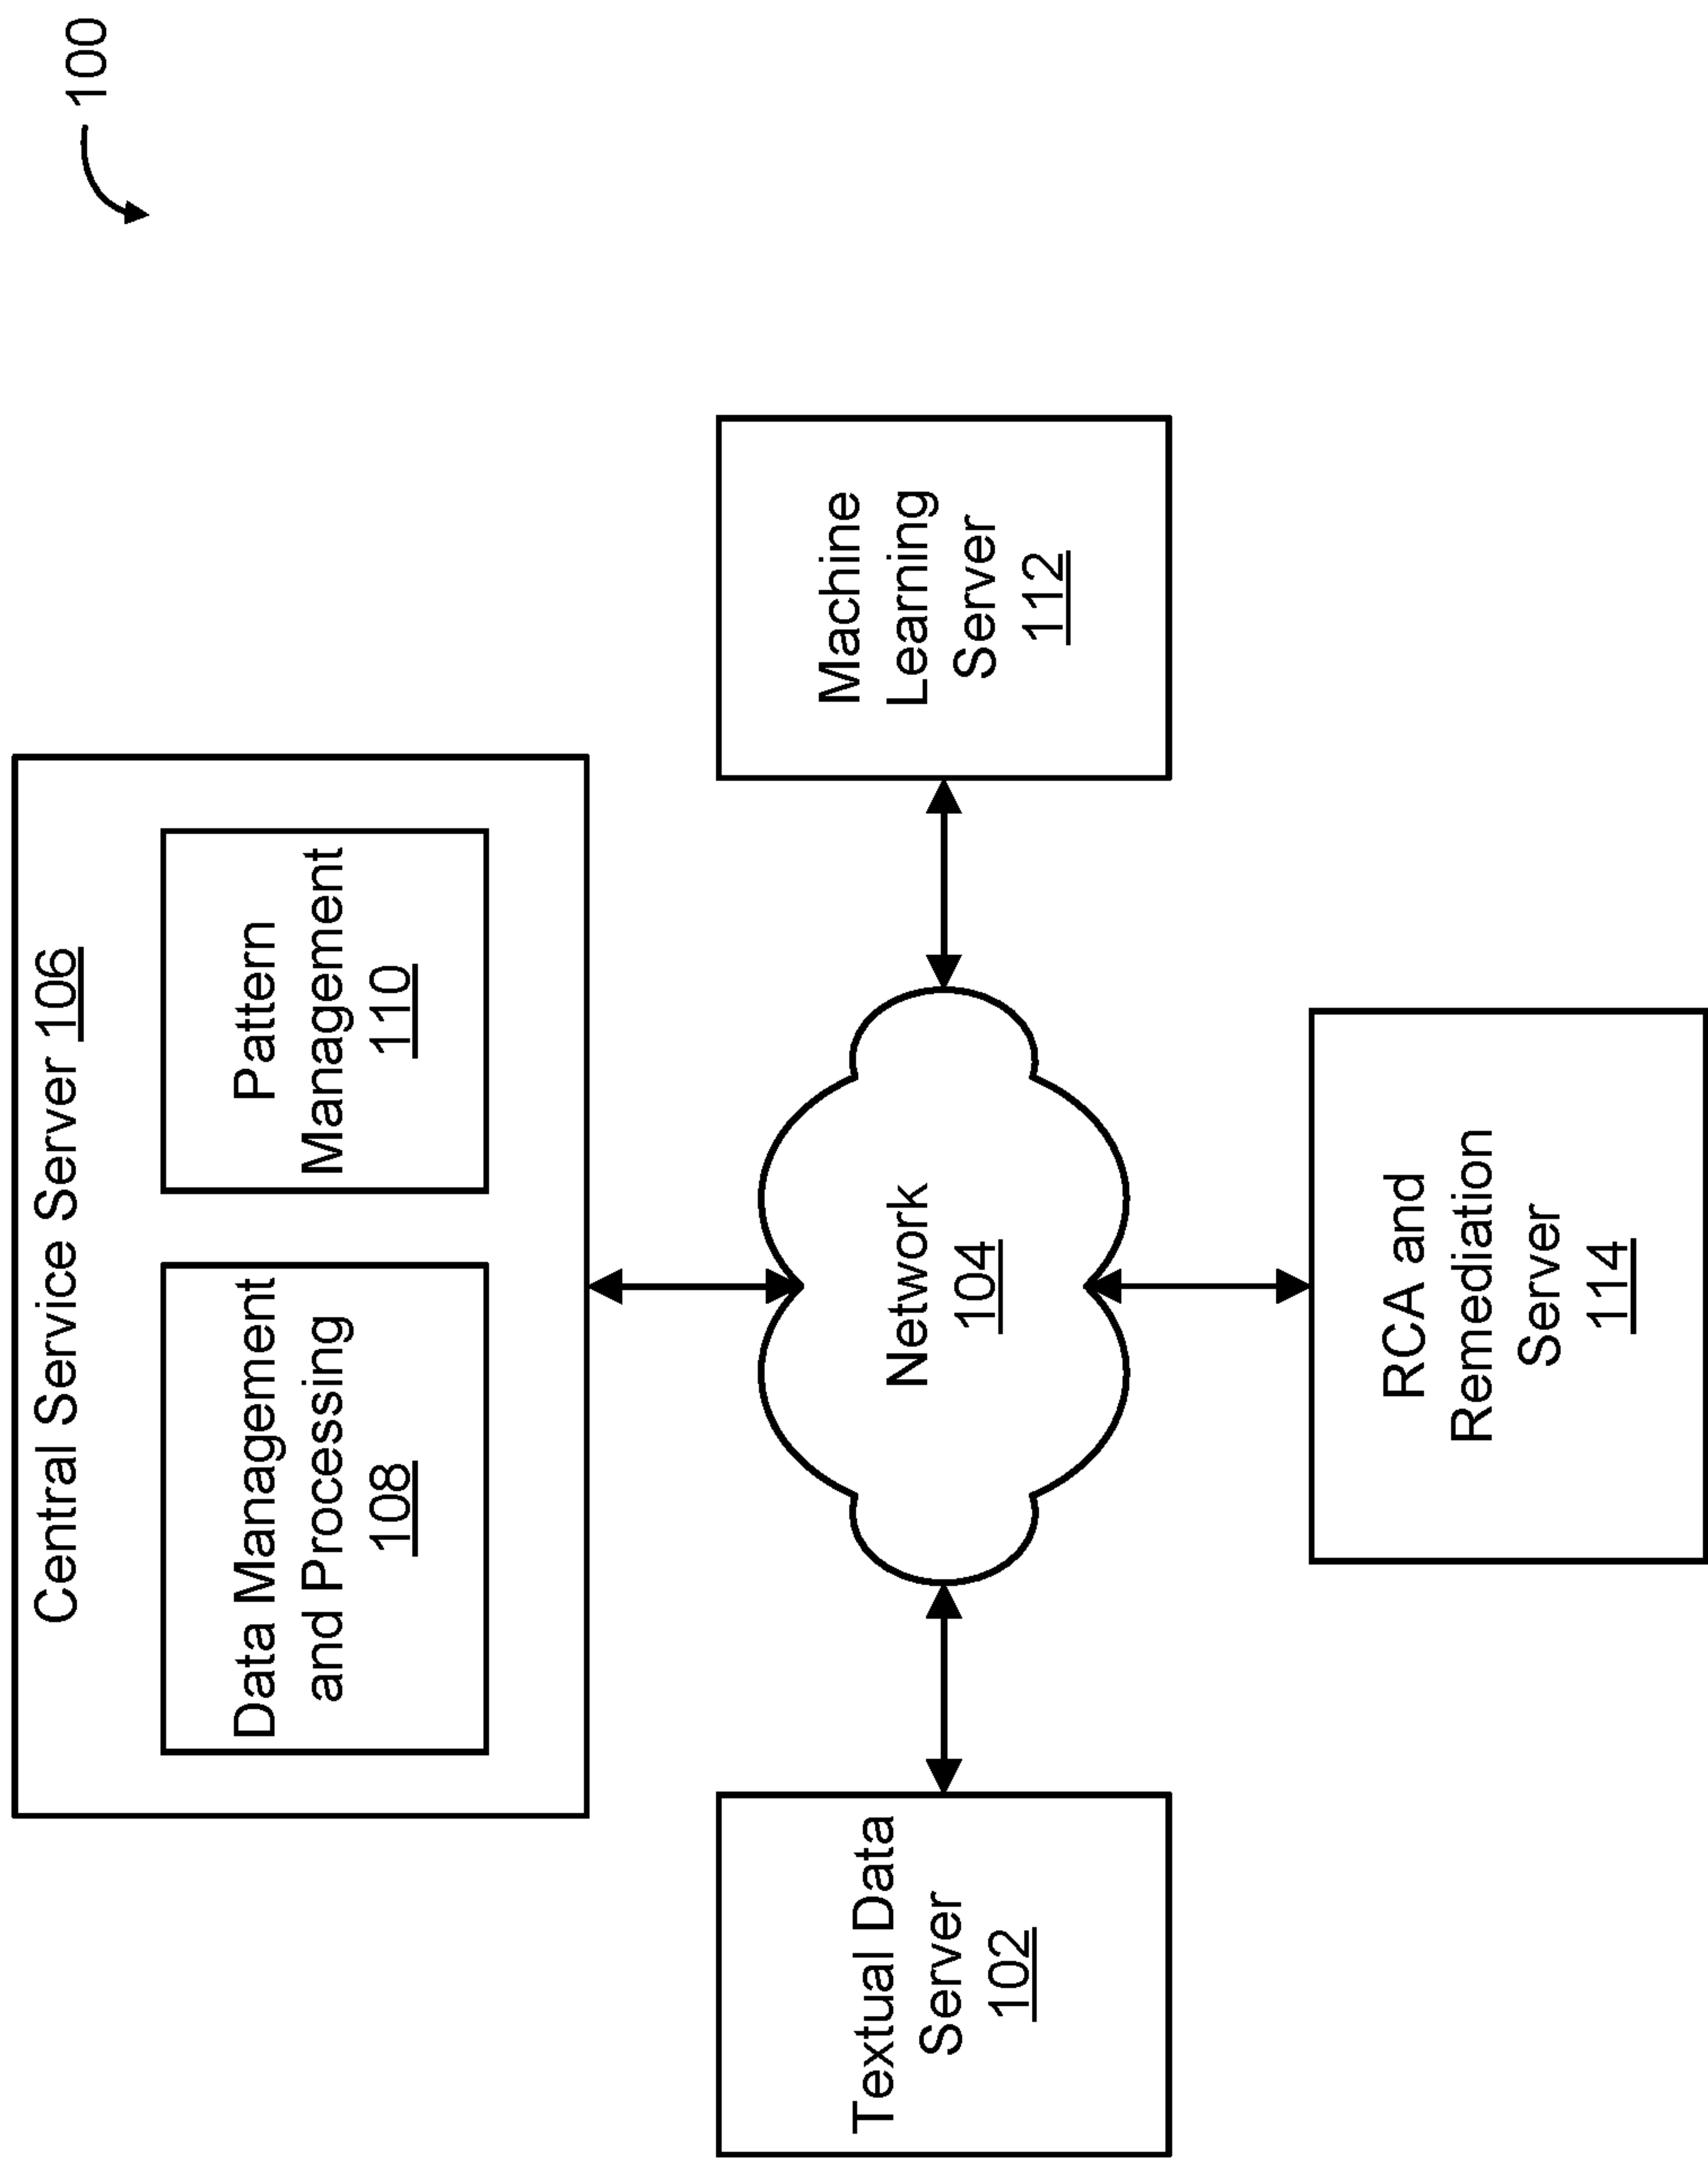 100
Central Service Server 106
Data Management
and Processing
108
Pattern
Management
110
Textual Data
Server
102
Network
104
Machine
Learning
Server
112
RCA and
Remediation
Server
114